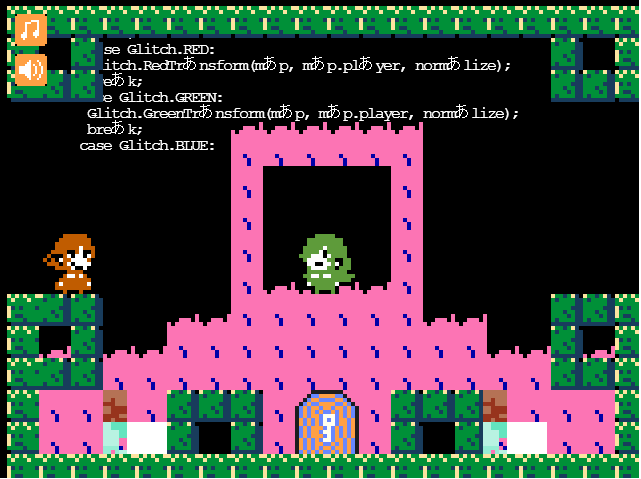 se Glitch.RED:
litch.RedTrあnsform(mあp, mあp.plあyer, normあlize);
reあk;
e Glitch.GREEN:
Glitch.GreenTrあnsform(mあp, mあp.player, normあlize);
breあk;
case Glitch.BLUE: